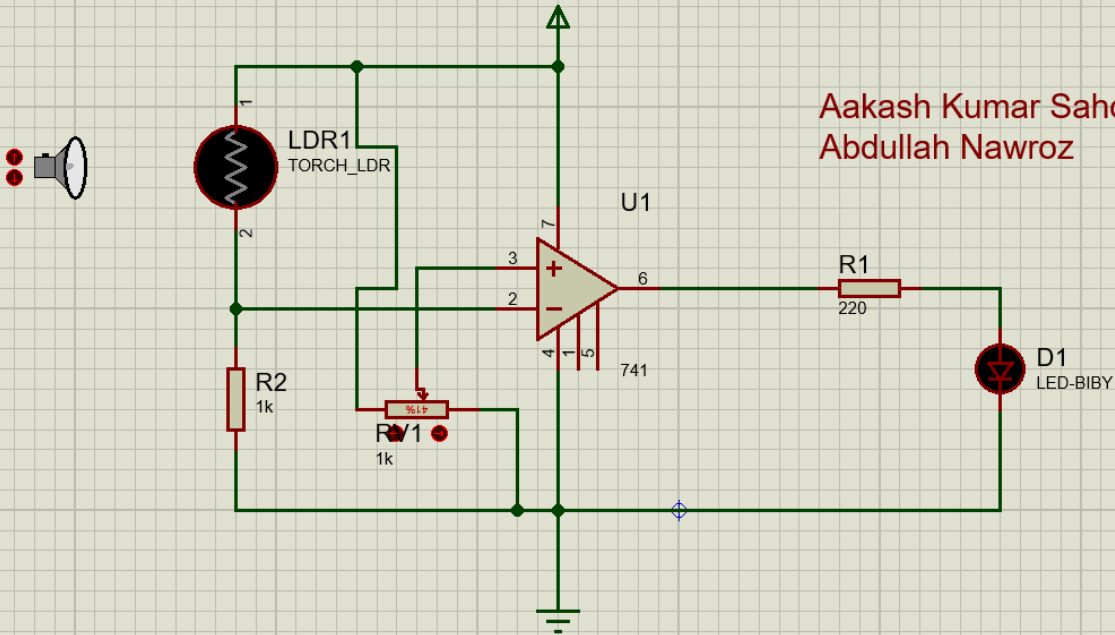 Aakash Kumar
Abdullah Nawroz
1
LDR1
TORCH_LDR
2
U1
7
3
2
6
4
1
5
741
R1
220
D1
LED-BIBY
R2
1k
41%
RV1
1k